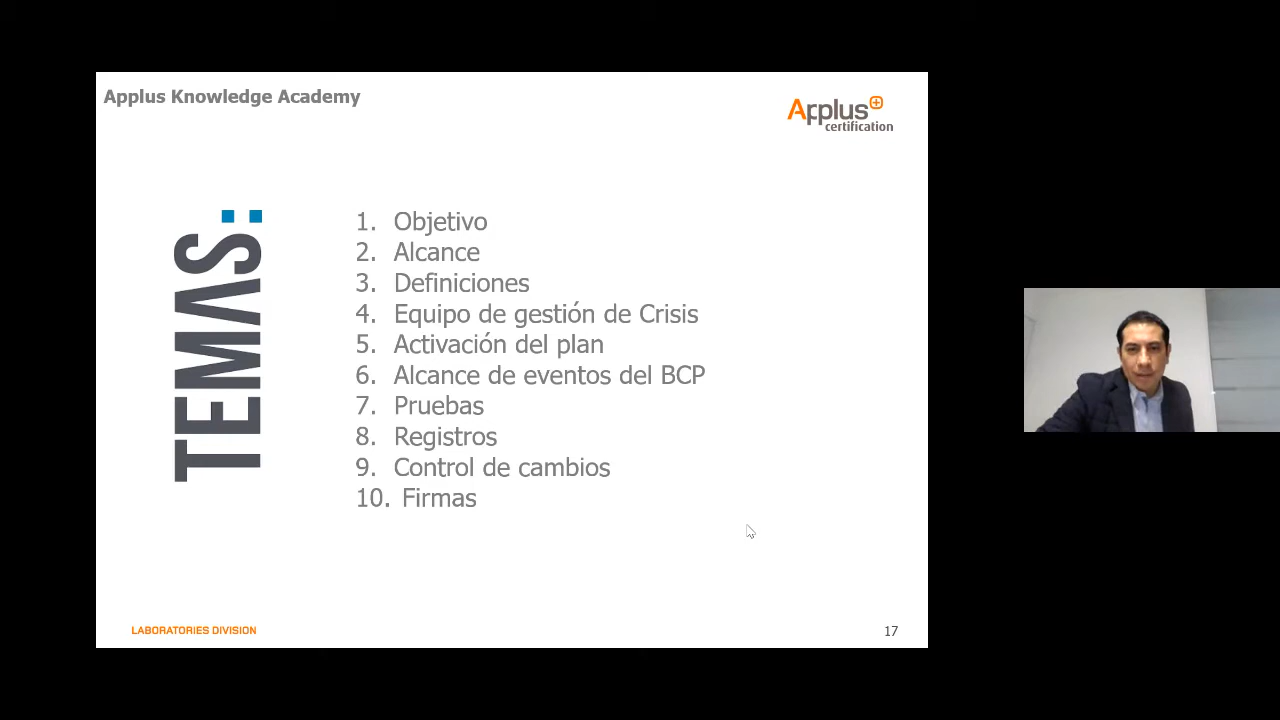 Applus Knowledge Academy
Applus+
certification
TEMAS:
1. Objetivo
2. Alcance
3. Definiciones
4. Equipo de gestión de Crisis
5. Activación del plan
6. Alcance de eventos del BCP
7. Pruebas
8. Registros
9. Control de cambios
10. Firmas
LABORATORIES DIVISION
17